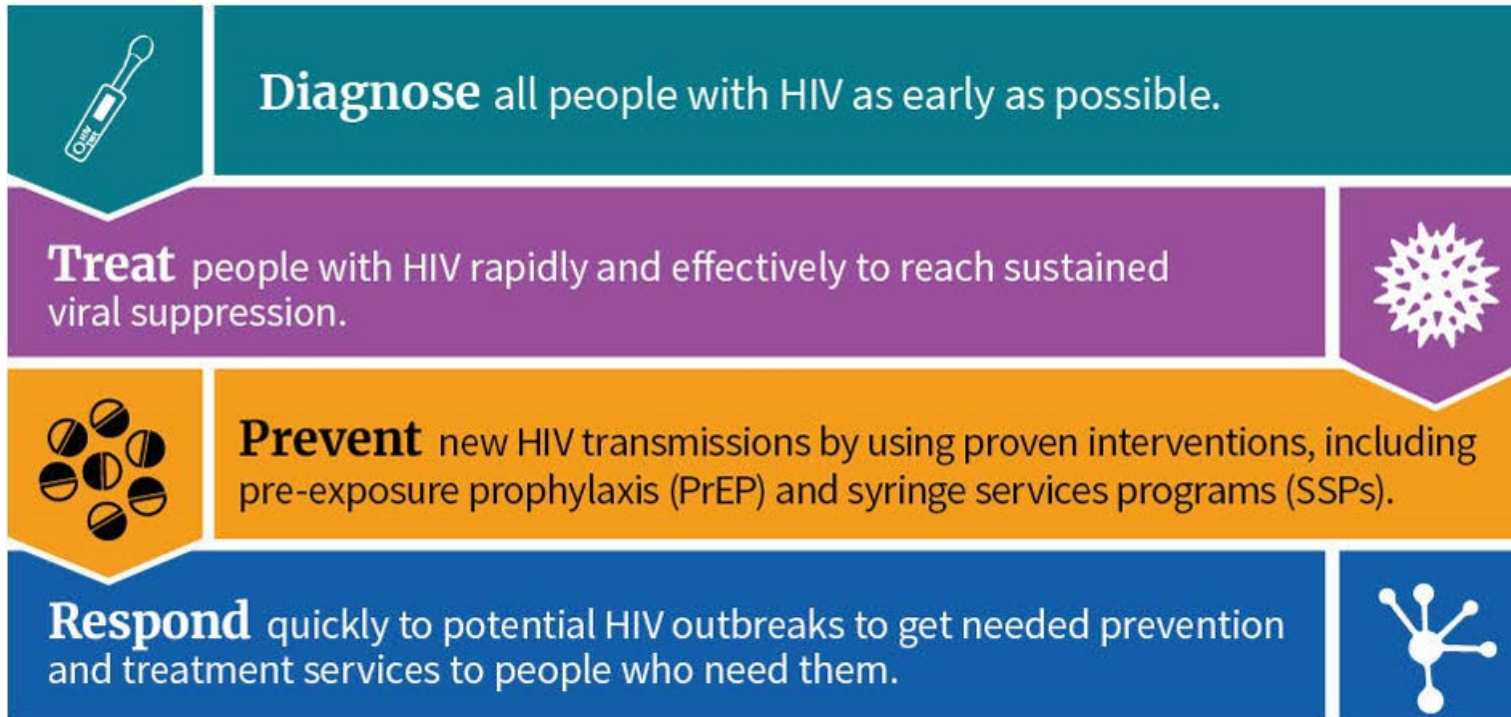 Diagnose all people with HIV as early as possible.
Treat people with HIV rapidly and effectively to reach sustained
viral suppression.
Prevent new HIV transmissions by using proven interventions, including
pre-exposure prophylaxis (PrEP) and syringe services programs (SSPs).
Respond quickly to potential HIV outbreaks to get needed prevention
and treatment services to people who need them.